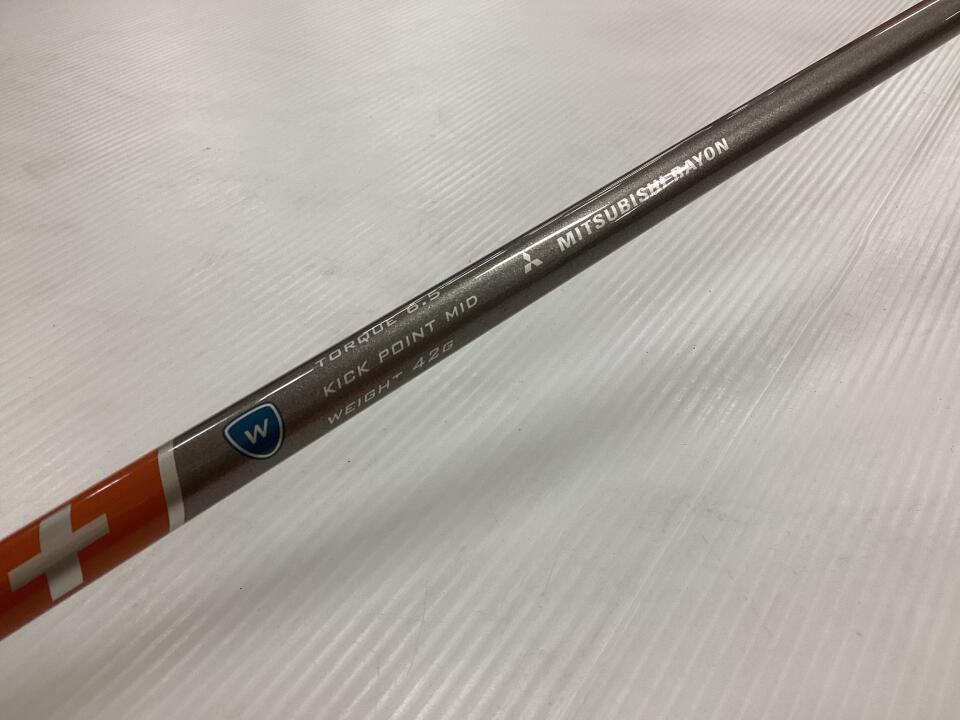 TORQUE 6.5
KICK POINT MID
WEIGHT 42G
W
MITSUBISHI RAYON